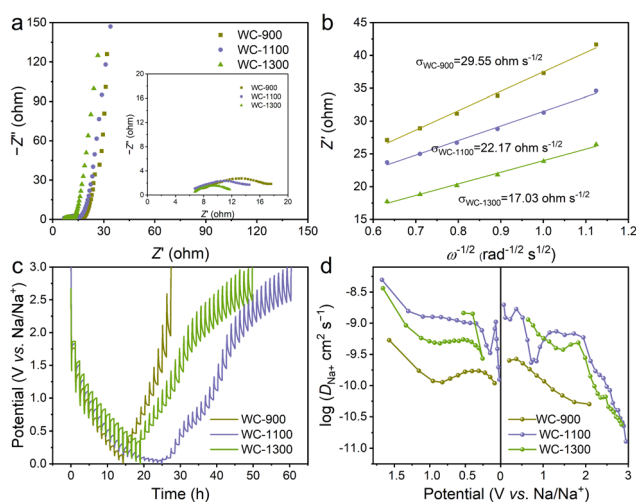 a
WC-900
WC-1100
WC-1300
−Z'' (ohm)
150
125
100
75
50
25
0
0 30 60 90 120 150
Z' (ohm)
WC-900
WC-1100
WC-1300
−Z'' (ohm)
20
16
12
8
4
0
0 4 8 12 16 20
Z' (ohm)
b
σWC-900=29.55 ohm s-1/2
σWC-1100=22.17 ohm s-1/2
σWC-1300=17.03 ohm s-1/2
Z' (ohm)
45
40
35
30
25
20
15
0.6 0.7 0.8 0.9 1.0 1.1 1.2
ω-1/2 (rad-1/2 s1/2)
c
Potential (V vs. Na/Na+)
3.0
2.5
2.0
1.5
1.0
0.5
0.0
WC-900
WC-1100
WC-1300
0 10 20 30 40 50 60
Time (h)
d
log (DNa+ cm2 s−1)
-8.0
-8.5
-9.0
-9.5
-10.0
-10.5
-11.0
WC-900
WC-1100
WC-1300
1.5 1.0 0.5 0 1 2 3
Potential (V vs. Na/Na+)